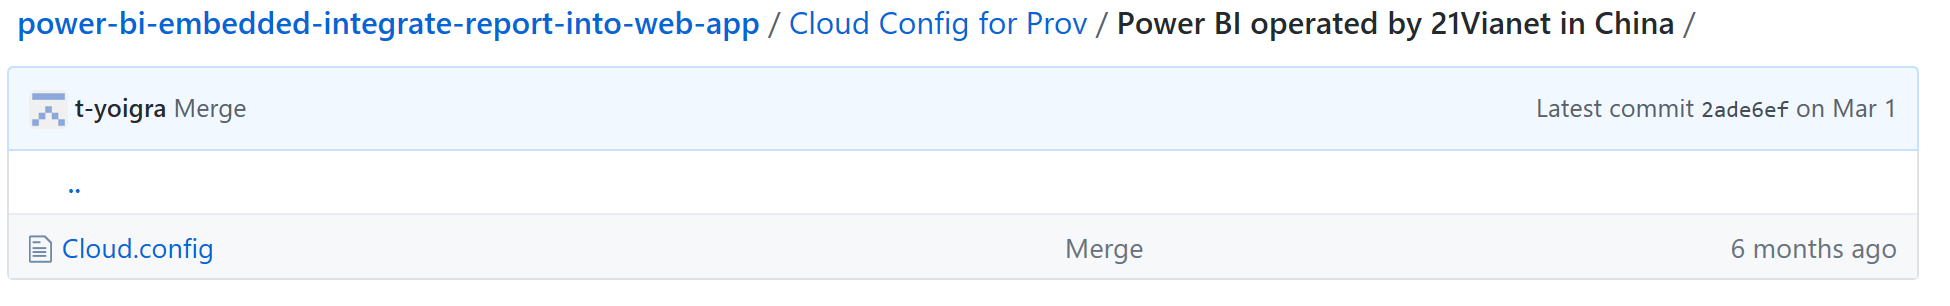 power-bi-embedded-integrate-report-into-web-app / Cloud Config for Prov / Power BI operated by 21Vianet in China /
t-yoigra Merge Latest commit 2ade6ef on Mar 1
..
Cloud.config Merge 6 months ago